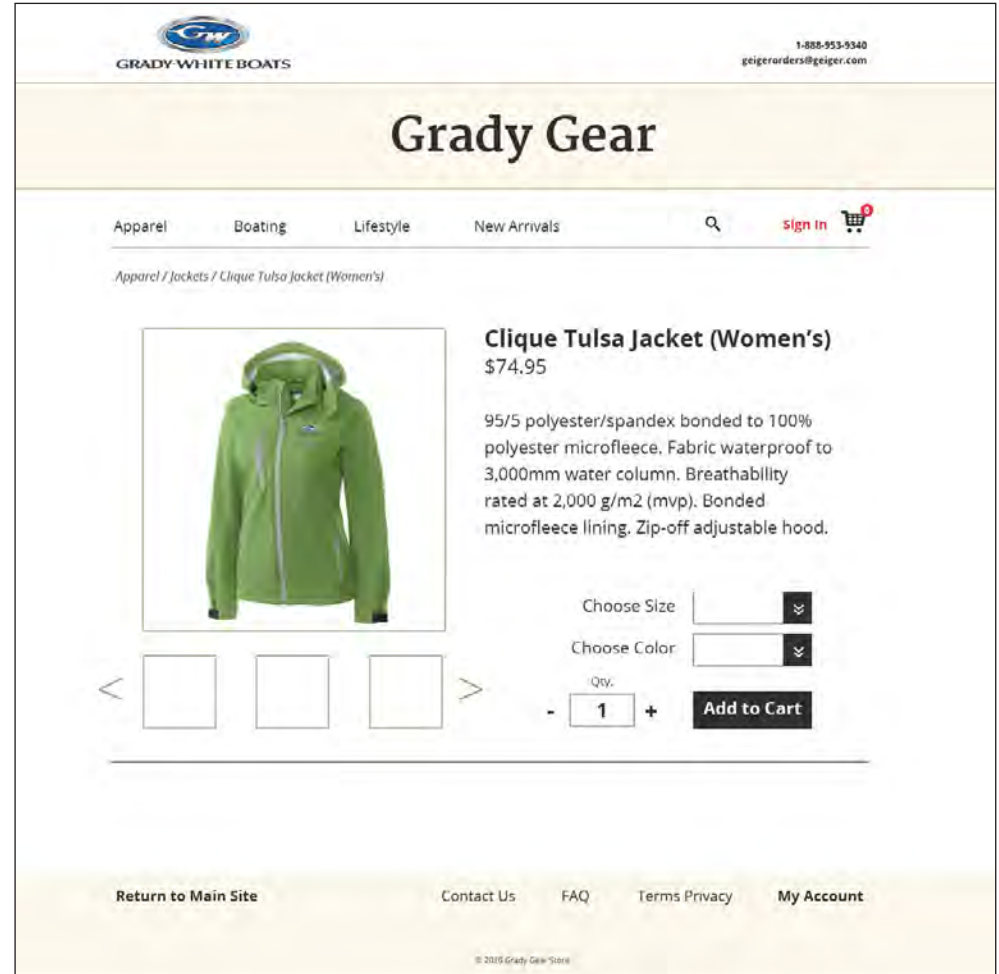 GW
GRADY-WHITE BOATS
1-888-953-9340
geigerorders@geiger.com
Grady Gear
Apparel Boating Lifestyle New Arrivals Sign In 0
Apparel / Jackets / Clique Tulsa Jacket (Women's)
Clique Tulsa Jacket (Women's)
$74.95
95/5 polyester/spandex bonded to 100%
polyester microfleece. Fabric waterproof to
3,000mm water column. Breathability
rated at 2,000 g/m2 (mvp). Bonded
microfleece lining. Zip-off adjustable hood.
Choose Size
Choose Color
Qty.
- 1 +
Add to Cart
Return to Main Site Contact Us FAQ Terms Privacy My Account
© 2015 Grady Gear Store